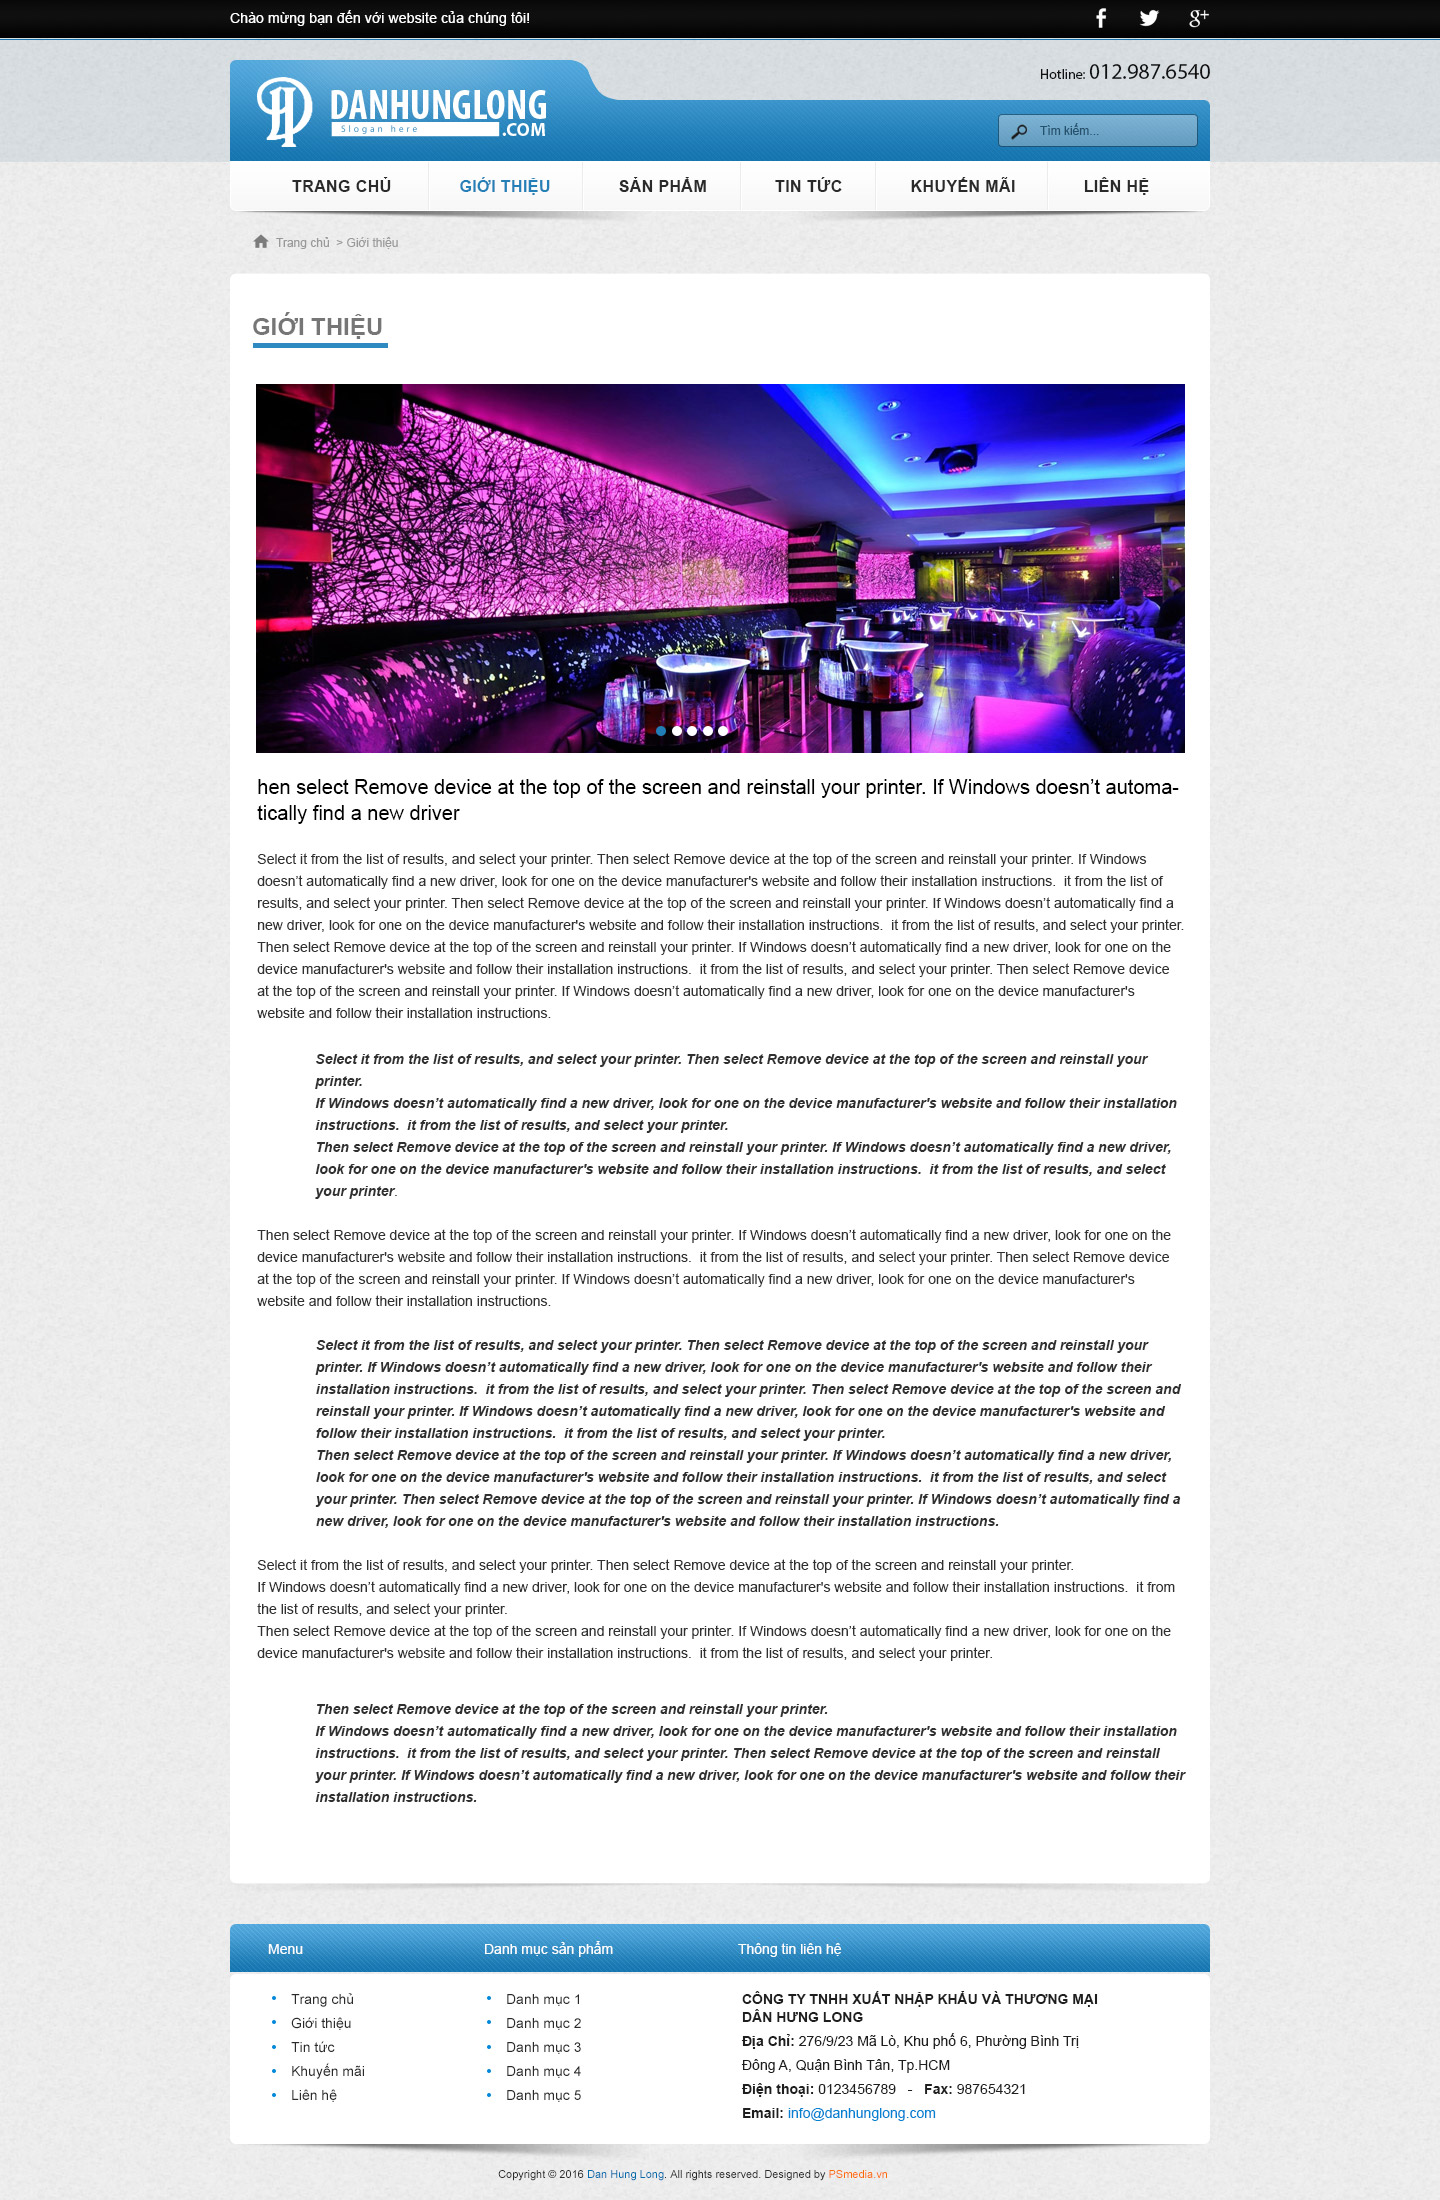 Chào mừng bạn đến với website của chúng tôi!
Hotline: 012.987.6540
DANHUNGLONG
Slogan here
.COM
Tìm kiếm...
TRANG CHỦ
GIỚI THIỆU
SẢN PHẨM
TIN TỨC
KHUYẾN MÃI
LIÊN HỆ
Trang chủ > Giới thiệu
GIỚI THIỆU
hen select Remove device at the top of the screen and reinstall your printer. If Windows doesn’t automa-
tically find a new driver
Select it from the list of results, and select your printer. Then select Remove device at the top of the screen and reinstall your printer. If Windows
doesn’t automatically find a new driver, look for one on the device manufacturer's website and follow their installation instructions.  it from the list of
results, and select your printer. Then select Remove device at the top of the screen and reinstall your printer. If Windows doesn’t automatically find a
new driver, look for one on the device manufacturer's website and follow their installation instructions.  it from the list of results, and select your printer.
Then select Remove device at the top of the screen and reinstall your printer. If Windows doesn’t automatically find a new driver, look for one on the
device manufacturer's website and follow their installation instructions.  it from the list of results, and select your printer. Then select Remove device
at the top of the screen and reinstall your printer. If Windows doesn’t automatically find a new driver, look for one on the device manufacturer's
website and follow their installation instructions.
Select it from the list of results, and select your printer. Then select Remove device at the top of the screen and reinstall your
printer.
If Windows doesn’t automatically find a new driver, look for one on the device manufacturer's website and follow their installation
instructions.  it from the list of results, and select your printer.
Then select Remove device at the top of the screen and reinstall your printer. If Windows doesn’t automatically find a new driver,
look for one on the device manufacturer's website and follow their installation instructions.  it from the list of results, and select
your printer.
Then select Remove device at the top of the screen and reinstall your printer. If Windows doesn’t automatically find a new driver, look for one on the
device manufacturer's website and follow their installation instructions.  it from the list of results, and select your printer. Then select Remove device
at the top of the screen and reinstall your printer. If Windows doesn’t automatically find a new driver, look for one on the device manufacturer's
website and follow their installation instructions.
Select it from the list of results, and select your printer. Then select Remove device at the top of the screen and reinstall your
printer. If Windows doesn’t automatically find a new driver, look for one on the device manufacturer's website and follow their
installation instructions.  it from the list of results, and select your printer. Then select Remove device at the top of the screen and
reinstall your printer. If Windows doesn’t automatically find a new driver, look for one on the device manufacturer's website and
follow their installation instructions.  it from the list of results, and select your printer.
Then select Remove device at the top of the screen and reinstall your printer. If Windows doesn’t automatically find a new driver,
look for one on the device manufacturer's website and follow their installation instructions.  it from the list of results, and select
your printer. Then select Remove device at the top of the screen and reinstall your printer. If Windows doesn’t automatically find a
new driver, look for one on the device manufacturer's website and follow their installation instructions.
Select it from the list of results, and select your printer. Then select Remove device at the top of the screen and reinstall your printer.
If Windows doesn’t automatically find a new driver, look for one on the device manufacturer's website and follow their installation instructions.  it from
the list of results, and select your printer.
Then select Remove device at the top of the screen and reinstall your printer. If Windows doesn’t automatically find a new driver, look for one on the
device manufacturer's website and follow their installation instructions.  it from the list of results, and select your printer.
Then select Remove device at the top of the screen and reinstall your printer.
If Windows doesn’t automatically find a new driver, look for one on the device manufacturer's website and follow their installation
instructions.  it from the list of results, and select your printer. Then select Remove device at the top of the screen and reinstall
your printer. If Windows doesn’t automatically find a new driver, look for one on the device manufacturer's website and follow their
installation instructions.
Menu
Trang chủ
Giới thiệu
Tin tức
Khuyến mãi
Liên hệ
Danh mục sản phẩm
Danh mục 1
Danh mục 2
Danh mục 3
Danh mục 4
Danh mục 5
Thông tin liên hệ
CÔNG TY TNHH XUẤT NHẬP KHẨU VÀ THƯƠNG MẠI
DÂN HƯNG LONG
Địa Chỉ: 276/9/23 Mã Lò, Khu phố 6, Phường Bình Trị
Đông A, Quận Bình Tân, Tp.HCM
Điện thoại: 0123456789 - Fax: 987654321
Email: info@danhunglong.com
Copyright © 2016 Dan Hung Long. All rights reserved. Designed by PSmedia.vn